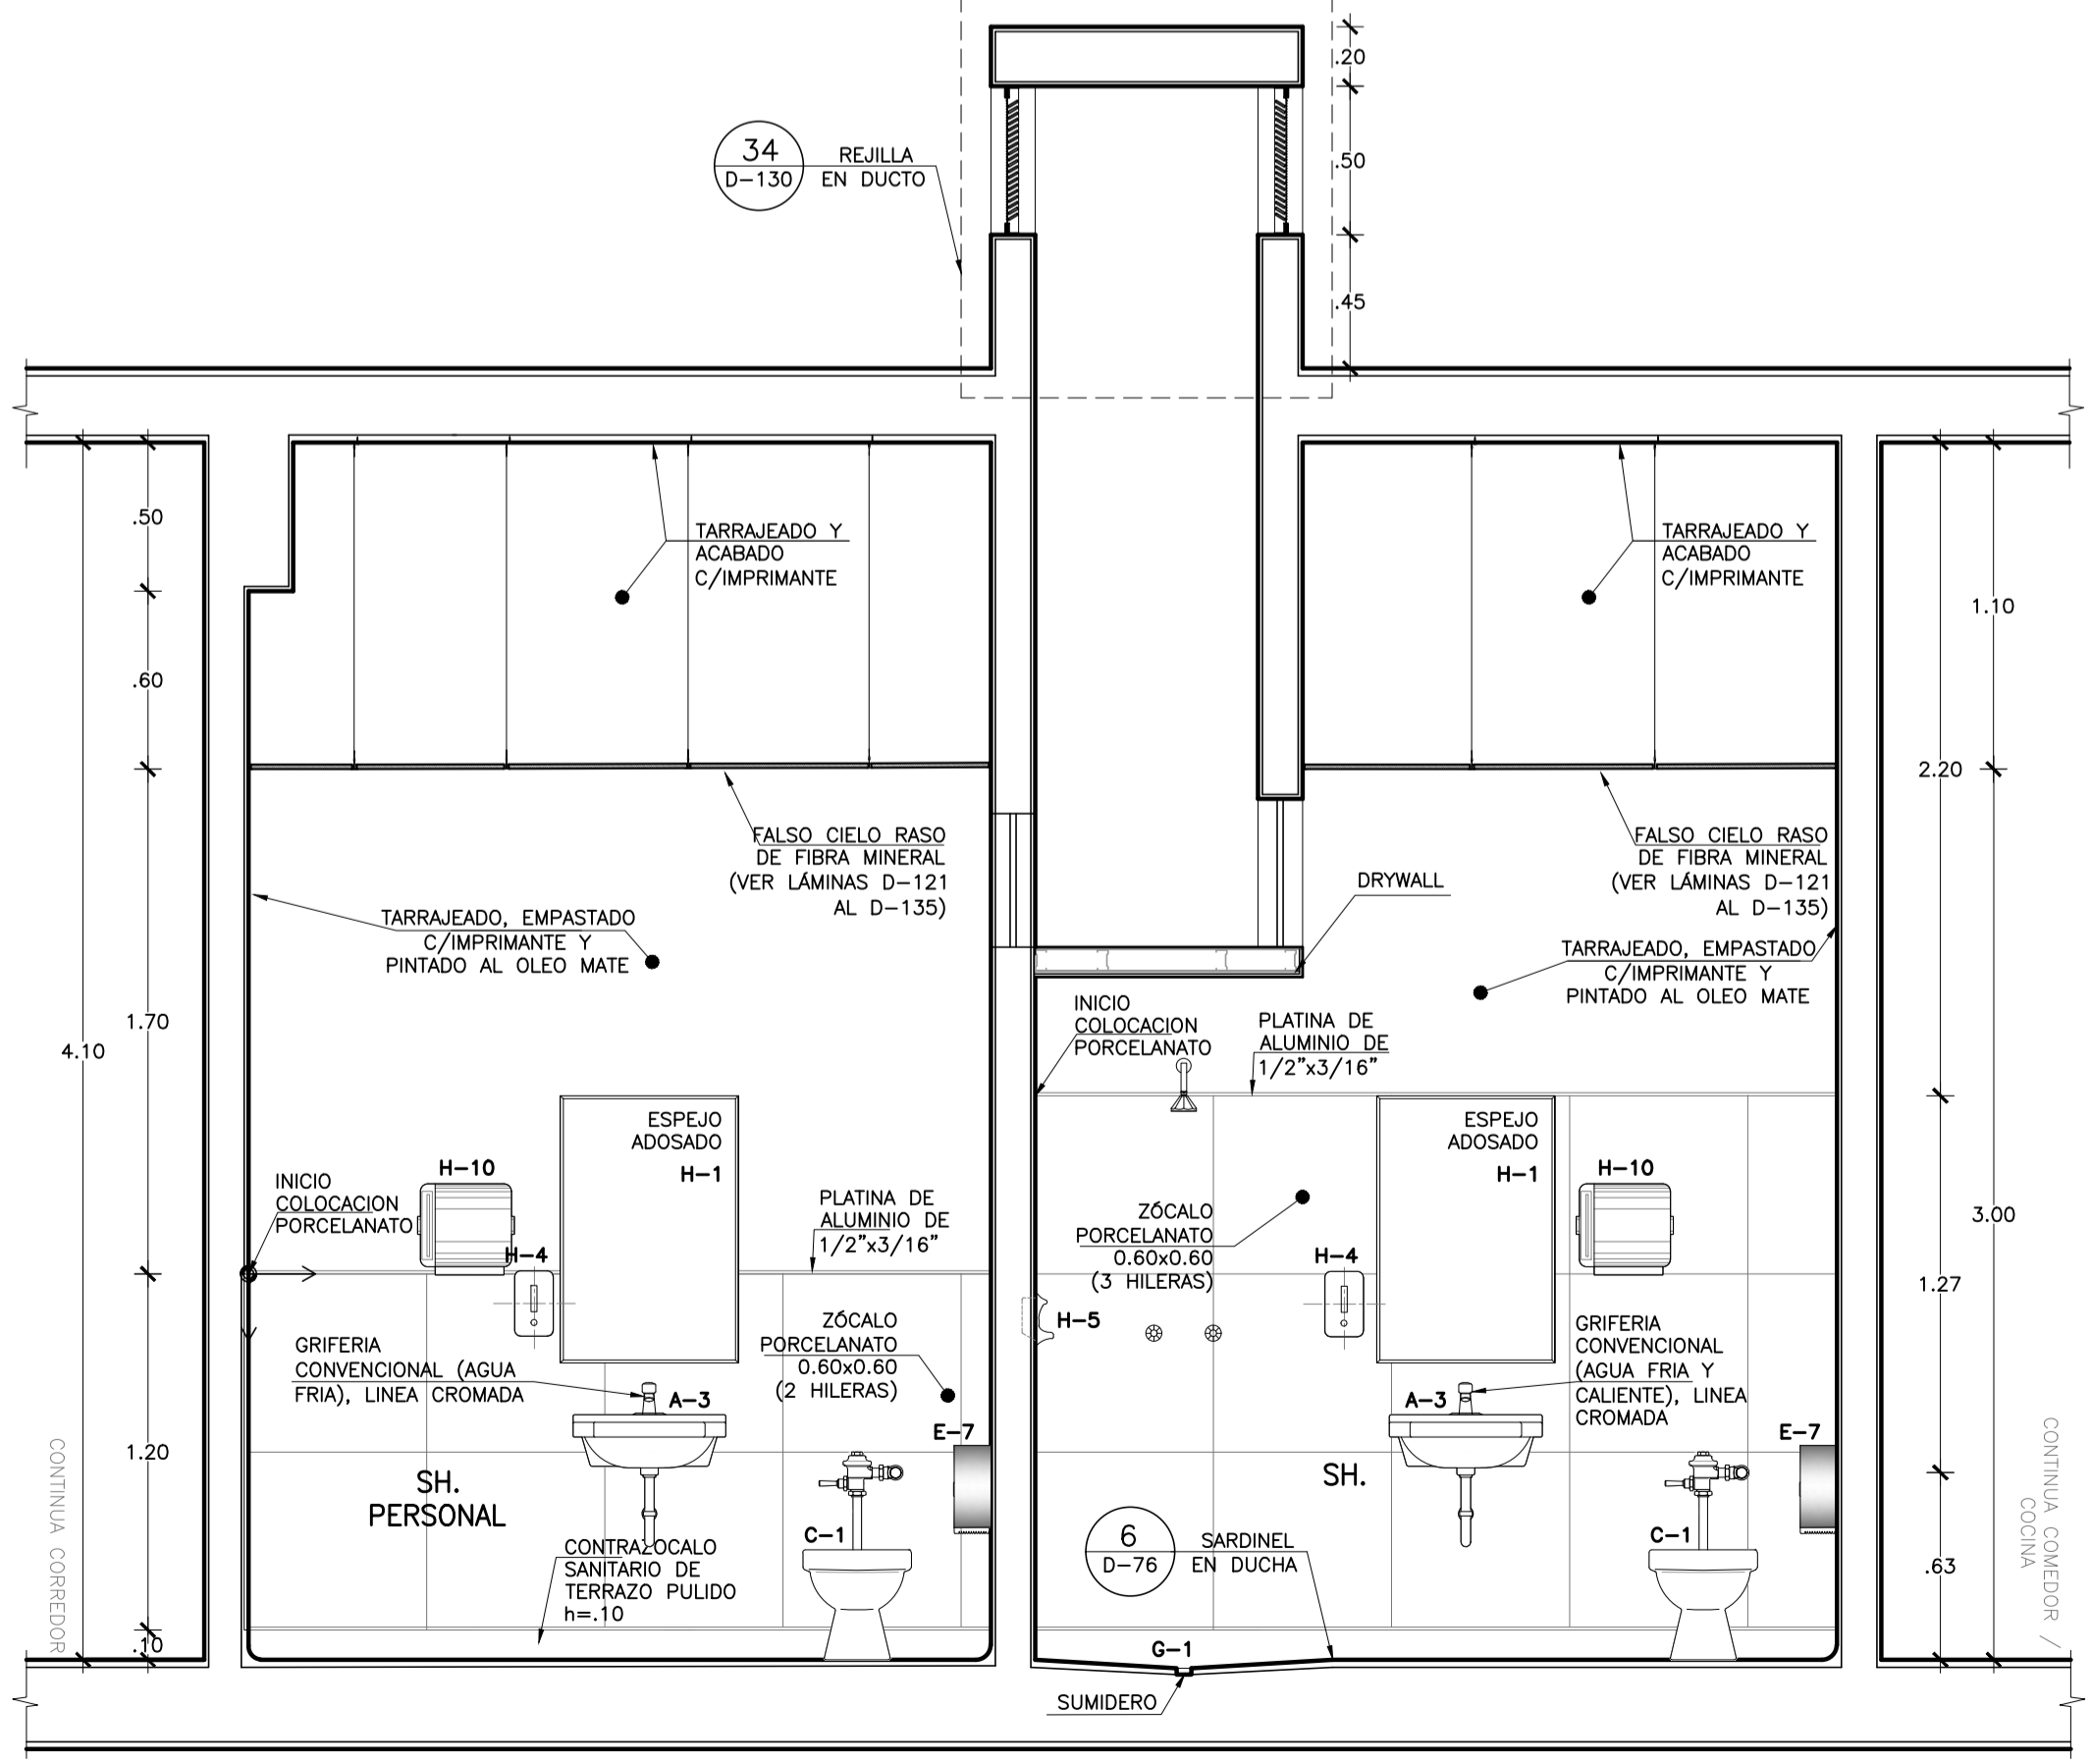 .20
34
D-130
REJILLA
EN DUCTO
.50
.45
.50
.60
1.70
4.10
1.20
.10
CONTINUA CORREDOR
TARRAJEADO Y
ACABADO
C/IMPRIMANTE
TARRAJEADO Y
ACABADO
C/IMPRIMANTE
1.10
2.20
3.00
1.27
.63
CONTINUA COMEDOR /
COCINA
FALSO CIELO RASO
DE FIBRA MINERAL
(VER LÁMINAS D-121
AL D-135)
TARRAJEADO, EMPASTADO
C/IMPRIMANTE Y
PINTADO AL OLEO MATE
DRYWALL
FALSO CIELO RASO
DE FIBRA MINERAL
(VER LÁMINAS D-121
AL D-135)
TARRAJEADO, EMPASTADO
C/IMPRIMANTE Y
PINTADO AL OLEO MATE
INICIO
COLOCACION
PORCELANATO
PLATINA DE
ALUMINIO DE
1/2"x3/16"
INICIO
COLOCACION
PORCELANATO
H-10
H-4
ESPEJO
ADOSADO
H-1
PLATINA DE
ALUMINIO DE
1/2"x3/16"
GRIFERIA
CONVENCIONAL (AGUA
FRIA), LINEA CROMADA
ZÓCALO
PORCELANATO
0.60x0.60
(2 HILERAS)
A-3
E-7
SH.
PERSONAL
C-1
CONTRAZOCALO
SANITARIO DE
TERRAZO PULIDO
h=.10
ZÓCALO
PORCELANATO
0.60x0.60
(3 HILERAS)
H-5
H-4
ESPEJO
ADOSADO
H-1
H-10
GRIFERIA
CONVENCIONAL
(AGUA FRIA Y
CALIENTE), LINEA
CROMADA
A-3
E-7
SH.
C-1
6
D-76
SARDINEL
EN DUCHA
G-1
SUMIDERO